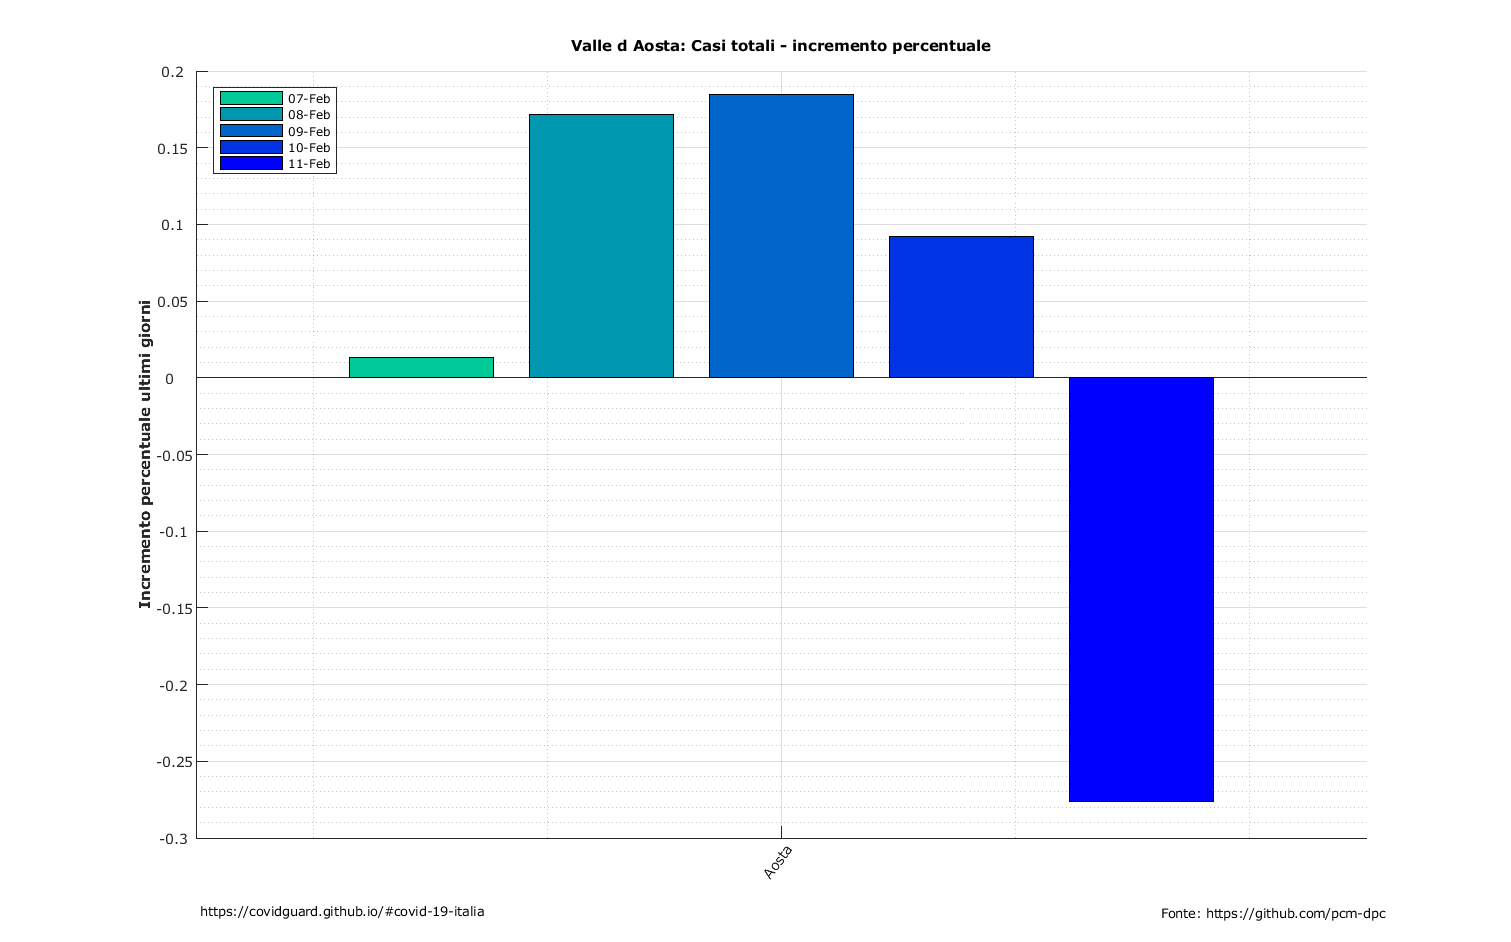 Valle d Aosta: Casi totali - incremento percentuale
0.2
0.15
0.1
0.05
0
-0.05
-0.1
-0.15
-0.2
-0.25
-0.3
Incremento percentuale ultimi giorni
07-Feb
08-Feb
09-Feb
10-Feb
11-Feb
Aosta
https://covidguard.github.io/#covid-19-italia
Fonte: https://github.com/pcm-dpc